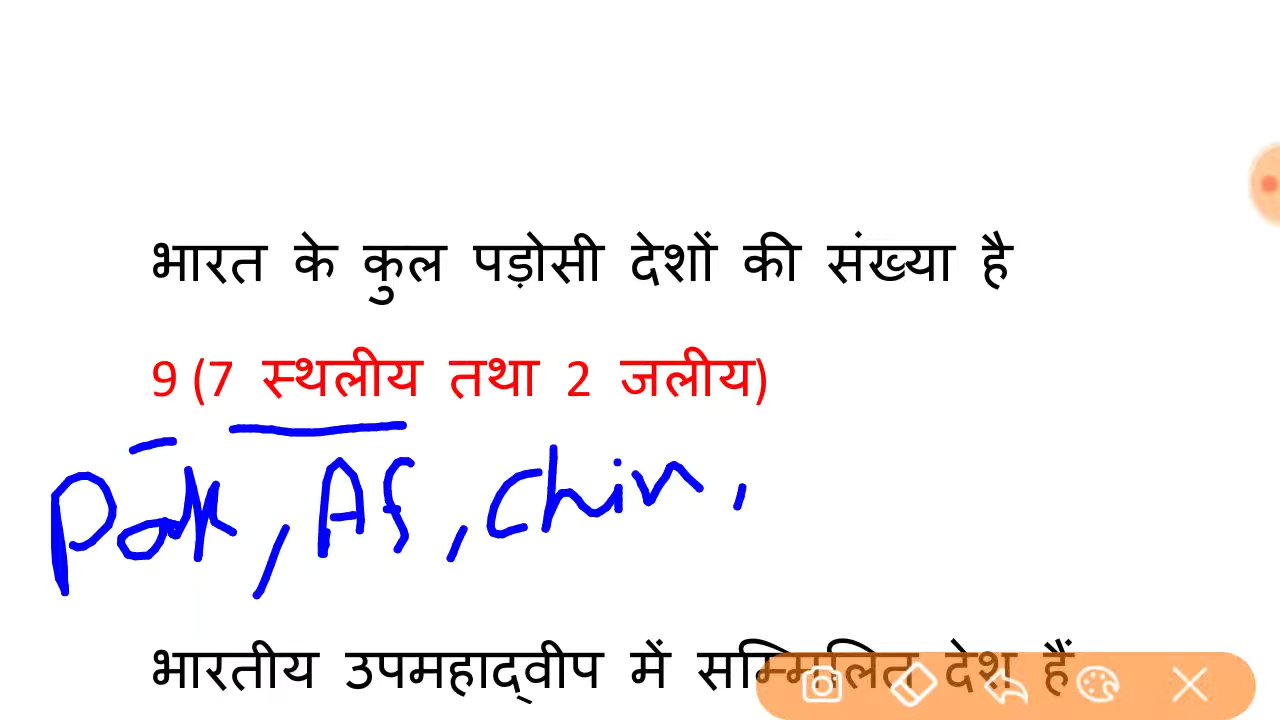 भारत के कुल पड़ोसी देशों की संख्या है
9 (7 स्थलीय तथा 2 जलीय)
Pak, Af, Chin,
भारतीय उपमहाद्वीप में सम्मिलित देश हैं